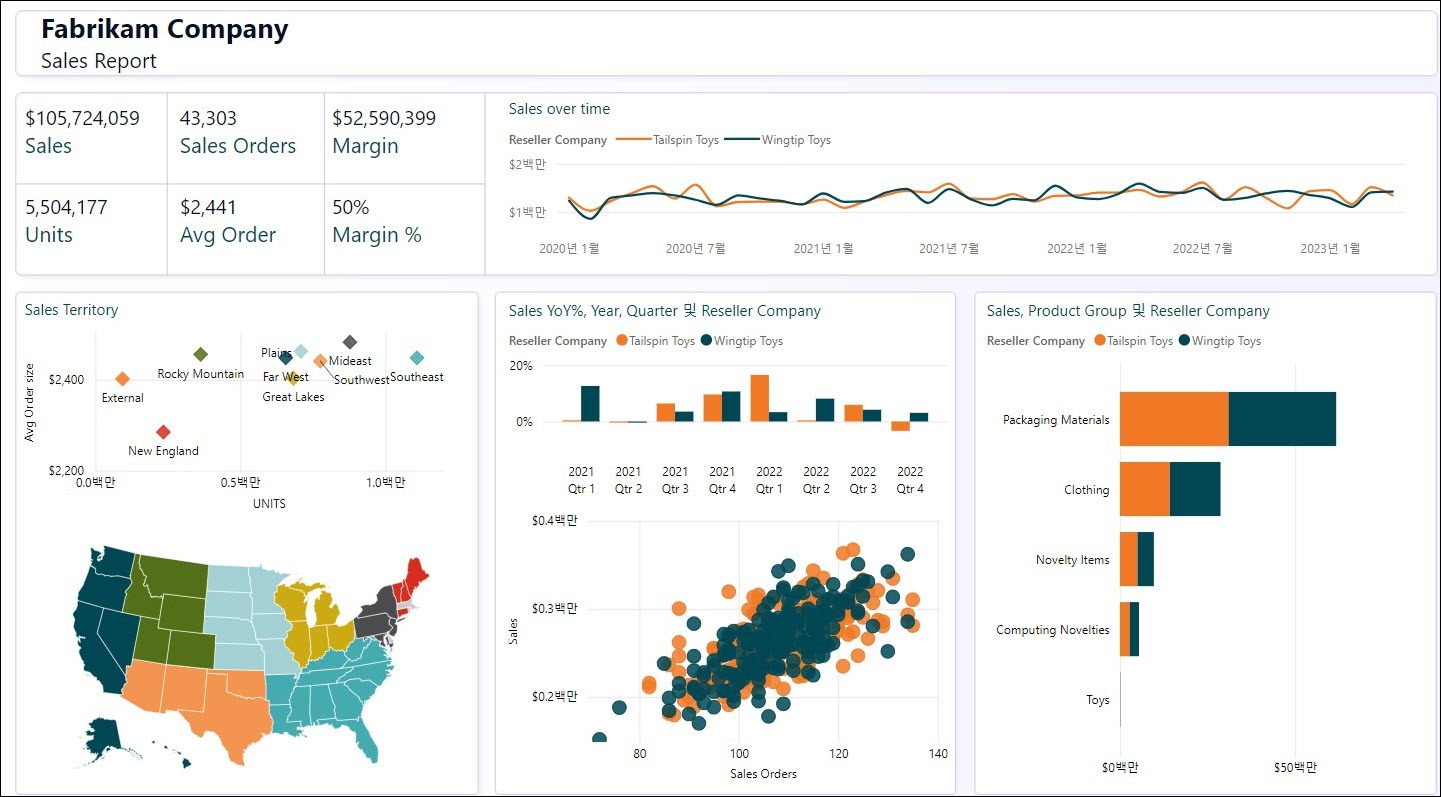 Fabrikam Company
Sales Report
$105,724,059
Sales
43,303
Sales Orders
$52,590,399
Margin
5,504,177
Units
$2,441
Avg Order
50%
Margin %
Sales over time
Reseller Company Tailspin Toys Wingtip Toys
$2백만
$1백만
2020년 1월 2020년 7월 2021년 1월 2021년 7월 2022년 1월 2022년 7월 2023년 1월
Sales Territory
Avg Order size
$2,400
$2,200
Plains
Mideast
Rocky Mountain
Far West
Southwest
Southeast
External
Great Lakes
New England
0.0백만 0.5백만 1.0백만
UNITS
Sales YoY%, Year, Quarter 및 Reseller Company
Reseller Company Tailspin Toys Wingtip Toys
20%
0%
2021 2021 2021 2021 2022 2022 2022 2022
Qtr 1 Qtr 2 Qtr 3 Qtr 4 Qtr 1 Qtr 2 Qtr 3 Qtr 4
$0.4백만
$0.3백만
$0.2백만
Sales
80 100 120 140
Sales Orders
Sales, Product Group 및 Reseller Company
Reseller Company Tailspin Toys Wingtip Toys
Packaging Materials
Clothing
Novelty Items
Computing Novelties
Toys
$0백만 $50백만